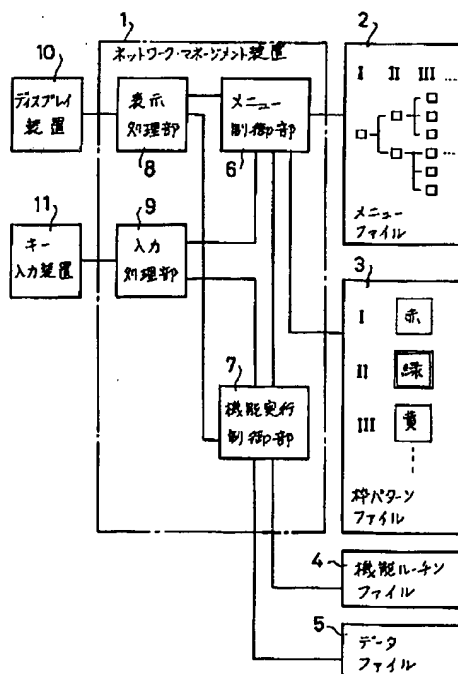 1
ネットワーク・マネージメント装置
10
ディスプレイ
装置
表示
処理部
8
メニュー
制御部
6
2
I II III ....
....
メニュー
ファイル
11
キー
入力装置
9
入力
処理部
7
機能実行
制御部
3
I 赤
II 緑
III 黄
枠パターン
ファイル
4
機能ルーチン
ファイル
5
データ
ファイル